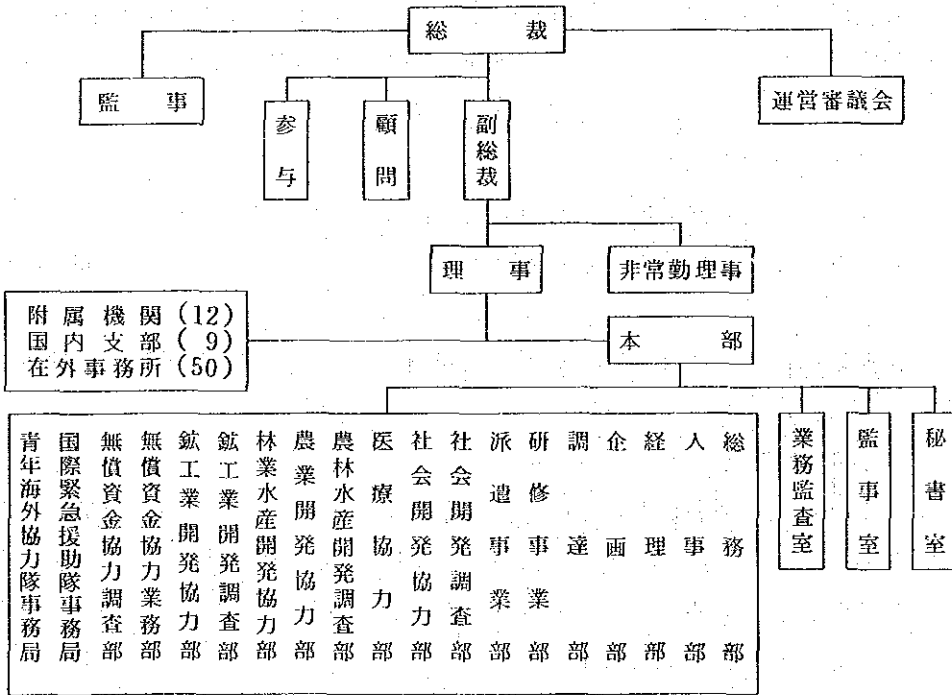 総裁
監事
運営審議会
参与
顧問
副総裁
理事
非常勤理事
附属機関(12)
国内支部(9)
在外事務所(50)
本部
秘書室
監事室
業務監査室
総務部
人事部
経理部
企画部
調達部
研修事業部
派遣事業部
社会開発調査部
社会開発協力部
医療協力部
農林水産開発調査部
農業開発協力部
林業水産開発協力部
鉱工業開発調査部
鉱工業開発協力部
無償資金協力業務部
無償資金協力調査部
国際緊急援助隊事務局
青年海外協力隊事務局